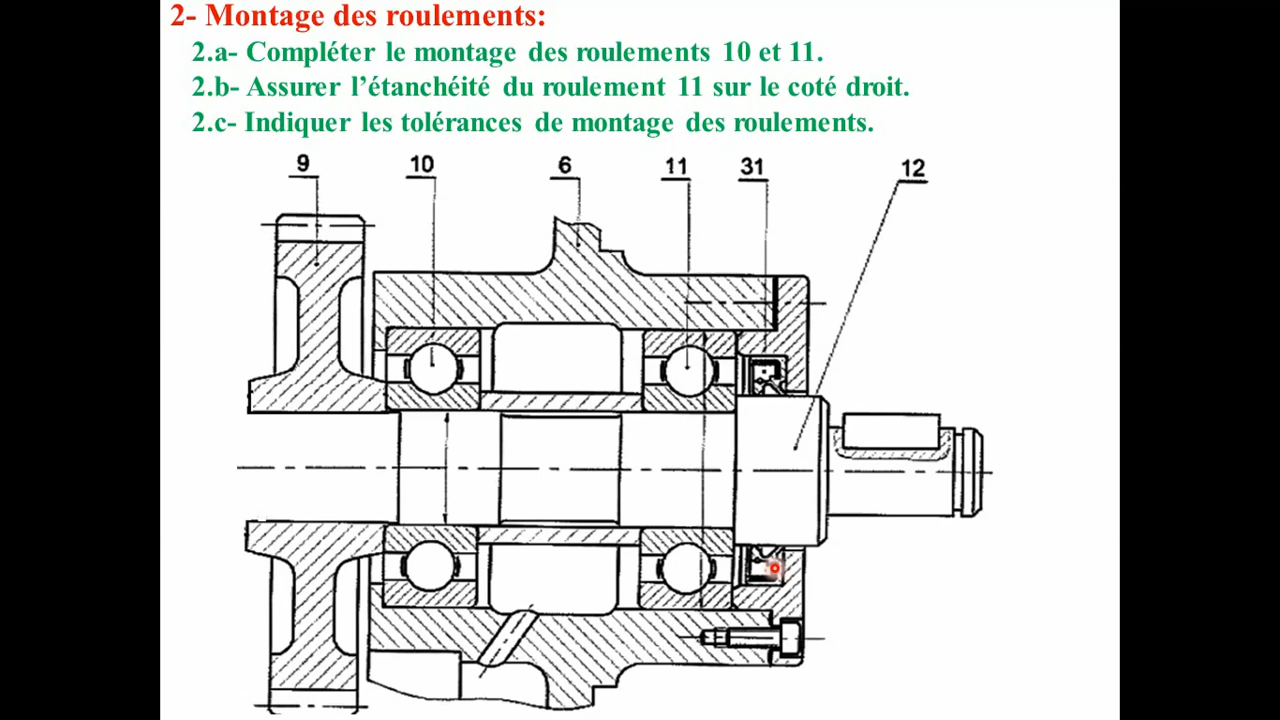 2- Montage des roulements:
2.a- Compléter le montage des roulements 10 et 11.
2.b- Assurer l’étanchéité du roulement 11 sur le coté droit.
2.c- Indiquer les tolérances de montage des roulements.
9 10 6 11 31 12